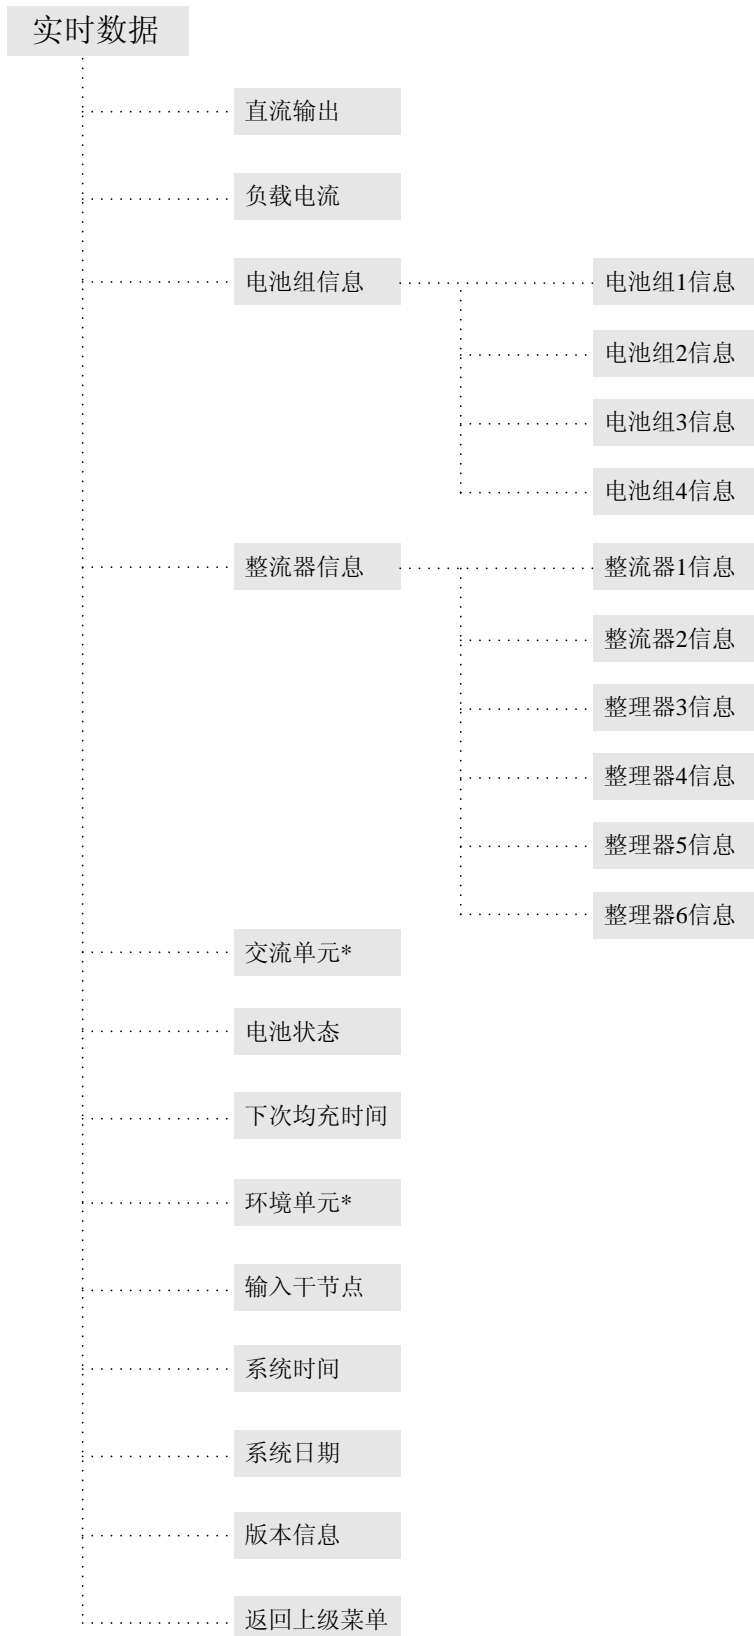 实时数据
直流输出
负载电流
电池组信息
电池组1信息
电池组2信息
电池组3信息
电池组4信息
整流器信息
整流器1信息
整流器2信息
整理器3信息
整理器4信息
整理器5信息
整理器6信息
交流单元*
电池状态
下次均充时间
环境单元*
输入干节点
系统时间
系统日期
版本信息
返回上级菜单